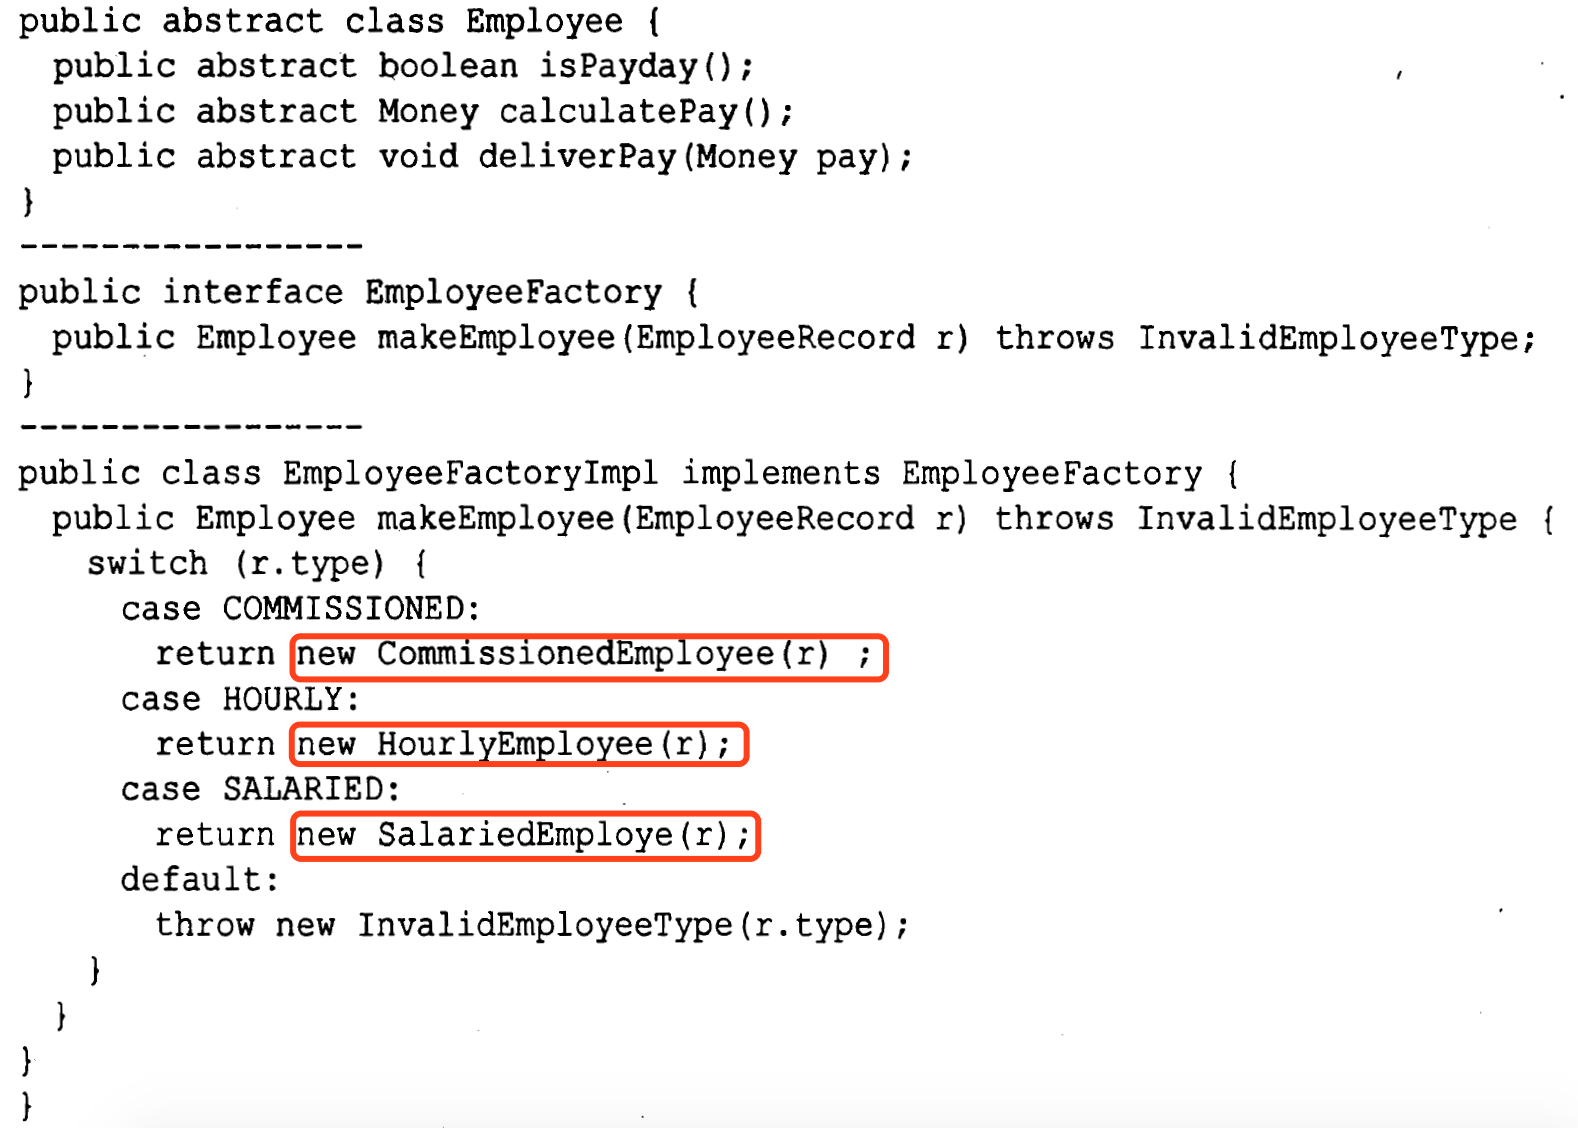 public abstract class Employee {
public abstract boolean isPayday();
public abstract Money calculatePay();
public abstract void deliverPay(Money pay);
}
-----------------
public interface EmployeeFactory {
public Employee makeEmployee(EmployeeRecord r) throws InvalidEmployeeType;
}
-----------------
public class EmployeeFactoryImpl implements EmployeeFactory {
public Employee makeEmployee(EmployeeRecord r) throws InvalidEmployeeType {
switch (r.type) {
case COMMISSIONED:
return new CommissionedEmployee(r) ;
case HOURLY:
return new HourlyEmployee(r);
case SALARIED:
return new SalariedEmploye(r);
default:
throw new InvalidEmployeeType(r.type);
}
}
}
}